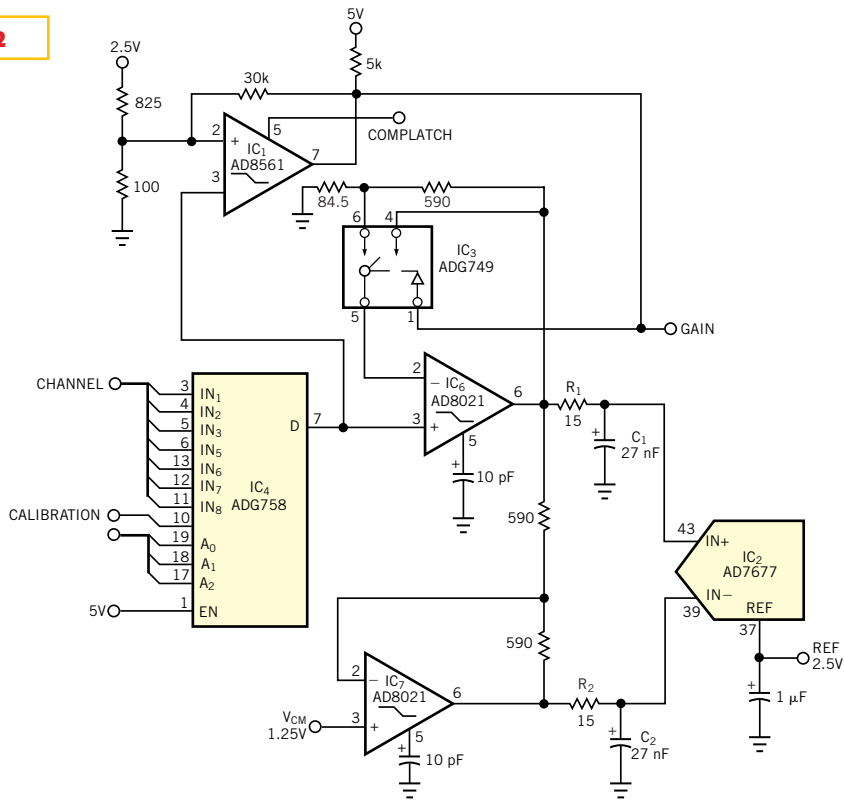 2
5V
2.5V
5k
30k
825
2
+
5
COMPLATCH
IC1
AD8561
7
3
100
84.5
590
6
4
IC3
ADG749
5
1
GAIN
CHANNEL
3
IN1
4
IN2
5
IN3
6
IN5
13
IN6
12
IN7
11
IN8
CALIBRATION
10
19
A0
18
A1
17
A2
5V
1
EN
IC4
ADG758
D
7
2
−
IC6
AD8021
6
3
+
5
+
10 pF
R1
15
+
C1
27 nF
590
43
IN+
IC2
AD7677
IN−
39
REF
37
REF
2.5V
+
1 μF
590
2
−
IC7
AD8021
6
VCM
1.25V
3
+
5
+
10 pF
R2
15
+
C2
27 nF